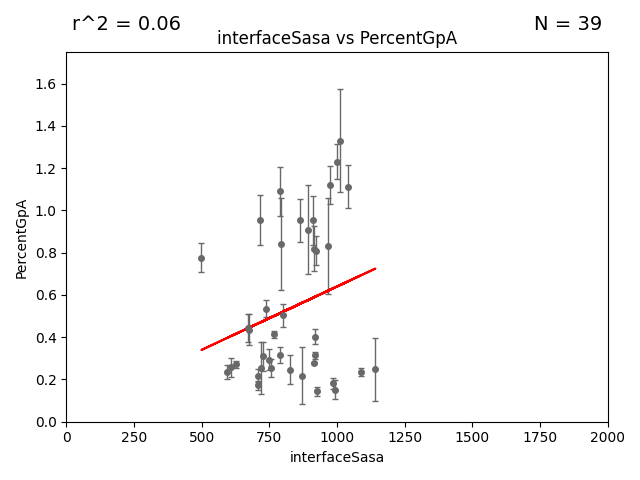 r^2 = 0.06
N = 39
interfaceSasa vs PercentGpA
PercentGpA
1.6
1.4
1.2
1.0
0.8
0.6
0.4
0.2
0.0
0 250 500 750 1000 1250 1500 1750 2000
interfaceSasa